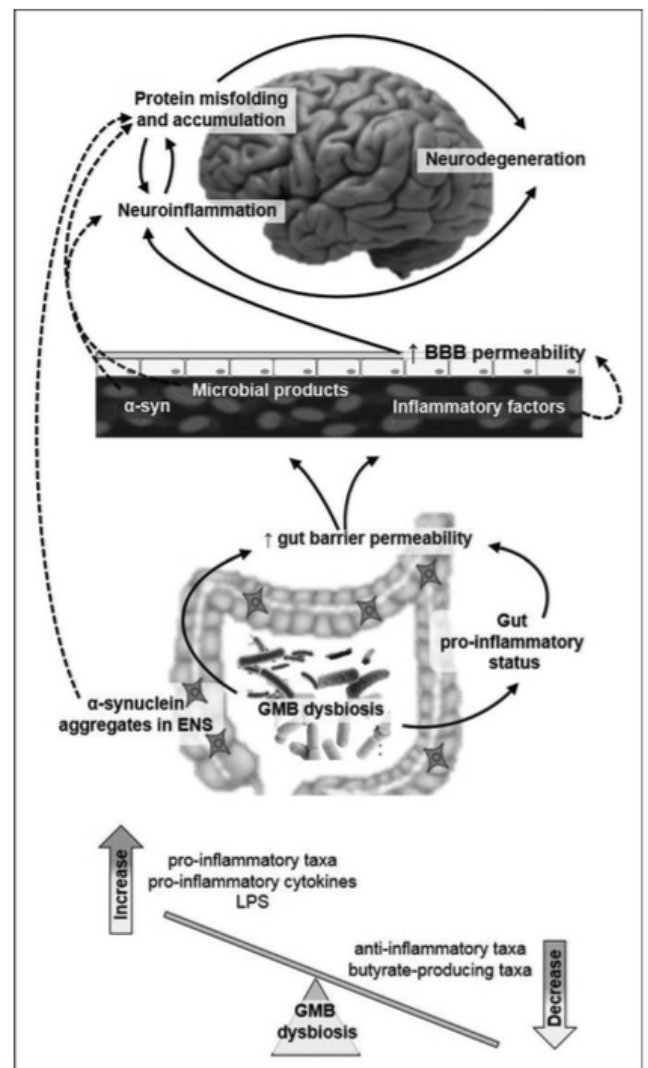 Protein misfolding
and accumulation
Neurodegeneration
Neuroinflammation
↑ BBB permeability
Microbial products
α-syn
Inflammatory factors
↑ gut barrier permeability
Gut
pro-inflammatory
status
GMB dysbiosis
α-synuclein
aggregates in ENS
Increase
pro-inflammatory taxa
pro-inflammatory cytokines
LPS
anti-inflammatory taxa
butyrate-producing taxa
Decrease
GMB
dysbiosis